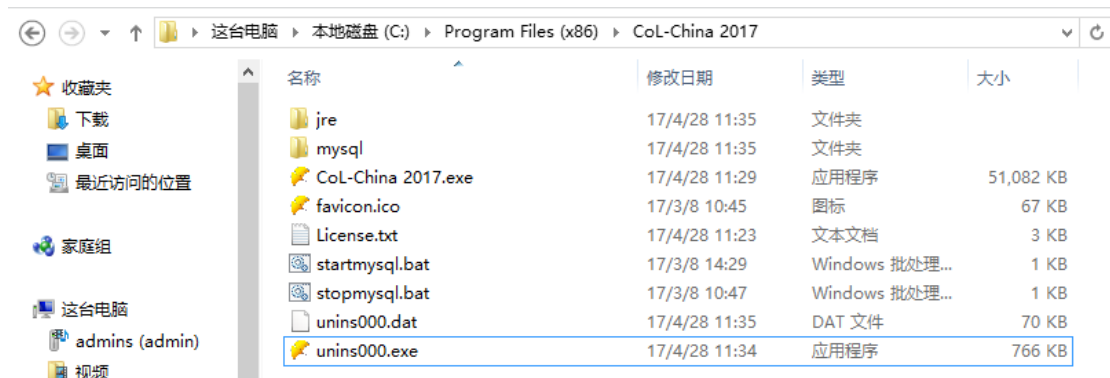 这台电脑 本地磁盘 (C:) Program Files (x86) CoL-China 2017
收藏夹
下载
桌面
最近访问的位置
家庭组
这台电脑
admins (admin)
视频
名称 修改日期 类型 大小
jre 17/4/28 11:35 文件夹
mysql 17/4/28 11:35 文件夹
CoL-China 2017.exe 17/4/28 11:29 应用程序 51,082 KB
favicon.ico 17/3/8 10:45 图标 67 KB
License.txt 17/4/28 11:23 文本文档 3 KB
startmysql.bat 17/3/8 14:29 Windows 批处理... 1 KB
stopmysql.bat 17/3/8 10:47 Windows 批处理... 1 KB
unins000.dat 17/4/28 11:35 DAT 文件 70 KB
unins000.exe 17/4/28 11:34 应用程序 766 KB